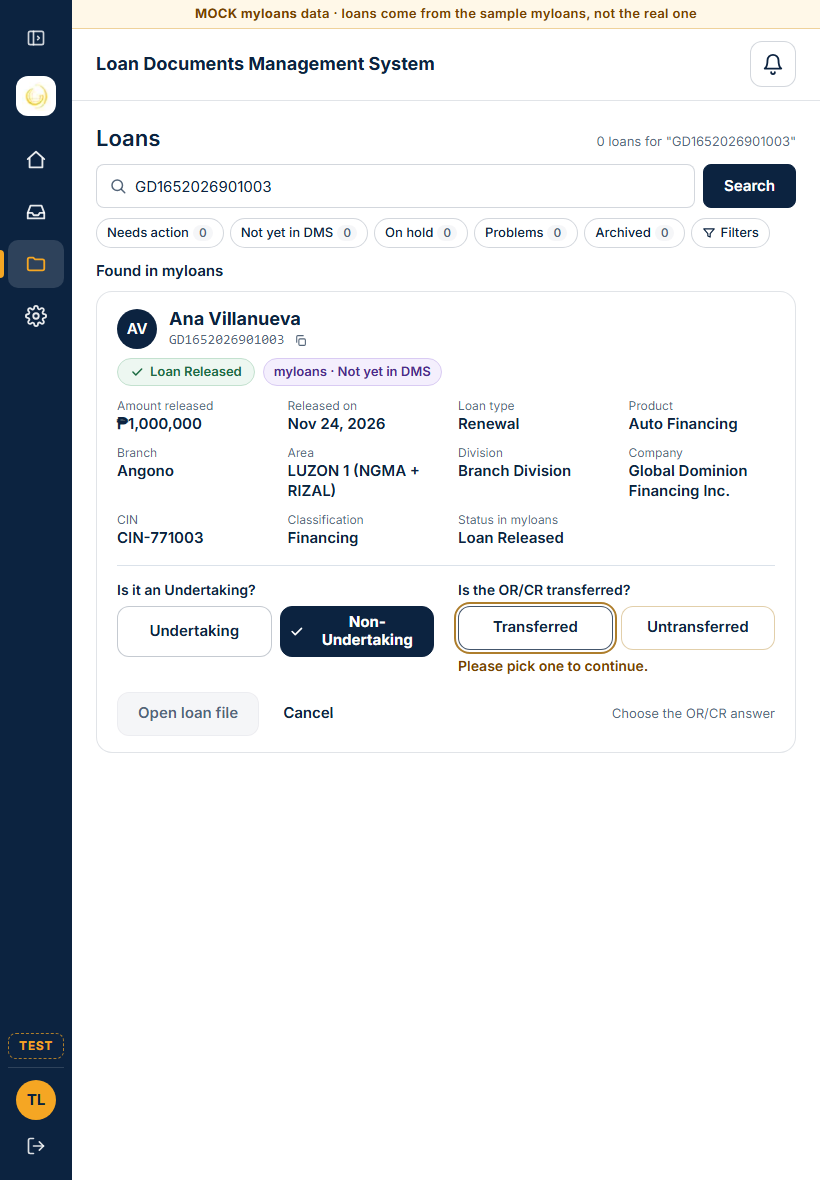 MOCK myloans data · loans come from the sample myloans, not the real one
Loan Documents Management System
Loans
0 loans for "GD1652026901003"
GD1652026901003
Search
Needs action 0
Not yet in DMS 0
On hold 0
Problems 0
Archived 0
Filters
Found in myloans
AV
Ana Villanueva
GD1652026901003
Loan Released
myloans · Not yet in DMS
Amount released
₱1,000,000
Released on
Nov 24, 2026
Loan type
Renewal
Product
Auto Financing
Branch
Angono
Area
LUZON 1 (NGMA +
RIZAL)
Division
Branch Division
Company
Global Dominion
Financing Inc.
CIN
CIN-771003
Classification
Financing
Status in myloans
Loan Released
Is it an Undertaking?
Undertaking
Non-
Undertaking
Is the OR/CR transferred?
Transferred
Untransferred
Please pick one to continue.
Open loan file
Cancel
Choose the OR/CR answer
TEST
TL